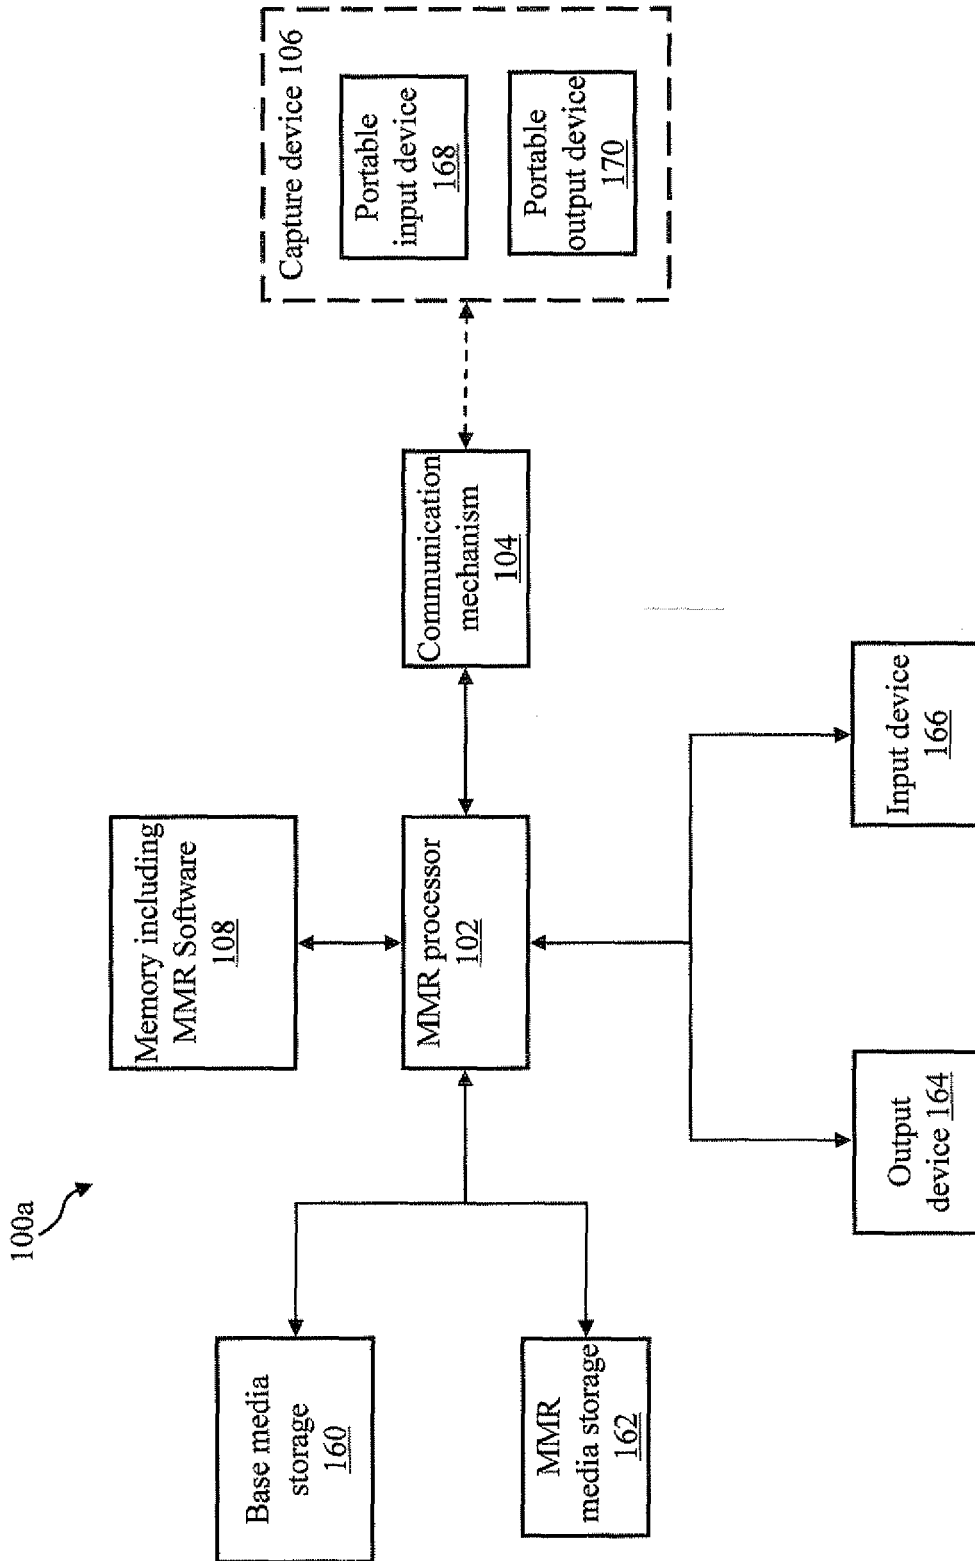 100a
Base media
storage
160
MMR
media storage
162
Memory including
MMR Software
108
MMR processor
102
Output
device 164
Input device
166
Communication
mechanism
104
Capture device 106
Portable
input device
168
Portable
output device
170